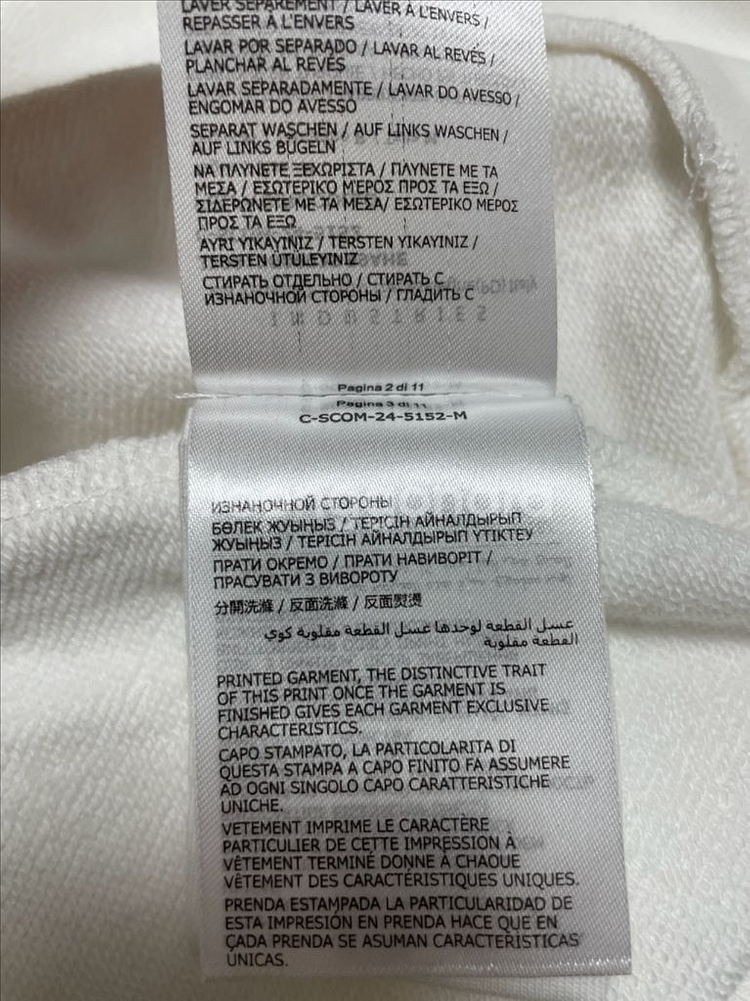 LAVER SÉPARÉMENT / LAVER À L'ENVERS /
REPASSER À L'ENVERS
LAVAR POR SEPARADO / LAVAR AL REVÉS /
PLANCHAR AL REVÉS
LAVAR SEPARADAMENTE / LAVAR DO AVESSO /
ENGOMAR DO AVESSO
SEPARAT WASCHEN / AUF LINKS WASCHEN /
AUF LINKS BÜGELN
ΝΑ ΠΛΥΝΕΤΕ ΞΕΧΩΡΙΣΤΑ / ΠΛΥΝΕΤΕ ΜΕ ΤΑ
ΜΕΣΑ / ΕΣΩΤΕΡΙΚΟ ΜΕΡΟΣ ΠΡΟΣ ΤΑ ΕΞΩ /
ΣΙΔΕΡΩΝΕΤΕ ΜΕ ΤΑ ΜΕΣΑ/ ΕΣΩΤΕΡΙΚΟ ΜΕΡΟΣ
ΠΡΟΣ ΤΑ ΕΞΩ
AYRI YIKAYINIZ / TERSTEN YIKAYINIZ /
TERSTEN ÜTÜLEYINIZ
СТИРАТЬ ОТДЕЛЬНО / СТИРАТЬ С
ИЗНАНОЧНОЙ СТОРОНЫ / ГЛАДИТЬ С
INDUSTRIES
Pagina 2 di 11
Pagina 3 di 11
C-SCOM-24-5152-M
ИЗНАНОЧНОЙ СТОРОНЫ
БӨЛЕК ЖУЫҢЫЗ / ТЕРІСІН АЙНАЛДЫРЫП
ЖУЫҢЫЗ / ТЕРІСІН АЙНАЛДЫРЫП ҮТІКТЕУ
ПРАТИ ОКРЕМО / ПРАТИ НАВИВОРІТ /
ПРАСУВАТИ З ВИВОРОТУ
分開洗滌 / 反面洗滌 / 反面熨燙
غسل القطعة لوحدها غسل القطعة مقلوبة كوي
القطعة مقلوبة
PRINTED GARMENT, THE DISTINCTIVE TRAIT
OF THIS PRINT ONCE THE GARMENT IS
FINISHED GIVES EACH GARMENT EXCLUSIVE
CHARACTERISTICS.
CAPO STAMPATO, LA PARTICOLARITA DI
QUESTA STAMPA A CAPO FINITO FA ASSUMERE
AD OGNI SINGOLO CAPO CARATTERISTICHE
UNICHE.
VETEMENT IMPRIME LE CARACTÈRE
PARTICULIER DE CETTE IMPRESSION À
VÊTEMENT TERMINÉ DONNE À CHAQUE
VÊTEMENT DES CARACTÉRISTIQUES UNIQUES.
PRENDA ESTAMPADA LA PARTICULARIDAD DE
ESTA IMPRESIÓN EN PRENDA HACE QUE EN
CADA PRENDA SE ASUMAN CARACTERÍSTICAS
ÚNICAS.